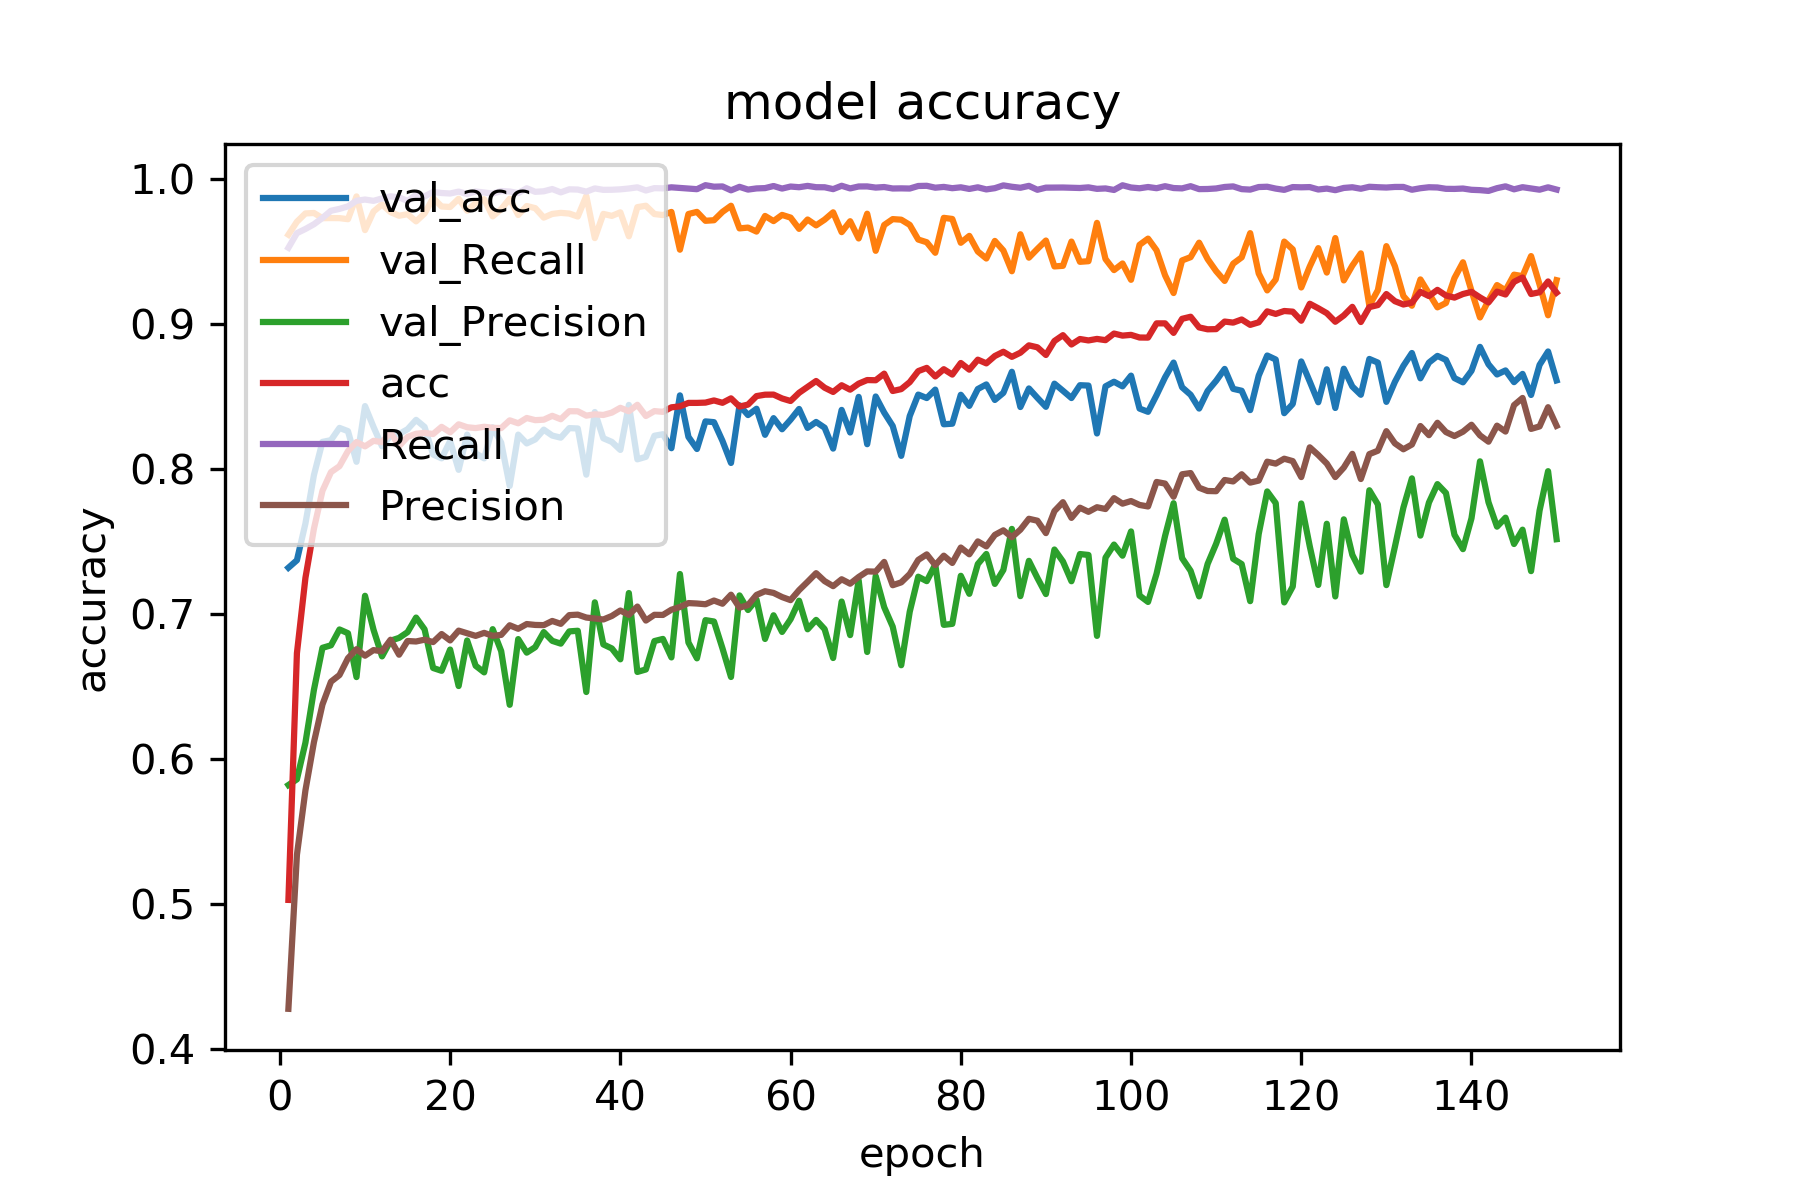 model accuracy
accuracy
1.0
0.9
0.8
0.7
0.6
0.5
0.4
val_acc
val_Recall
val_Precision
acc
Recall
Precision
0 20 40 60 80 100 120 140
epoch